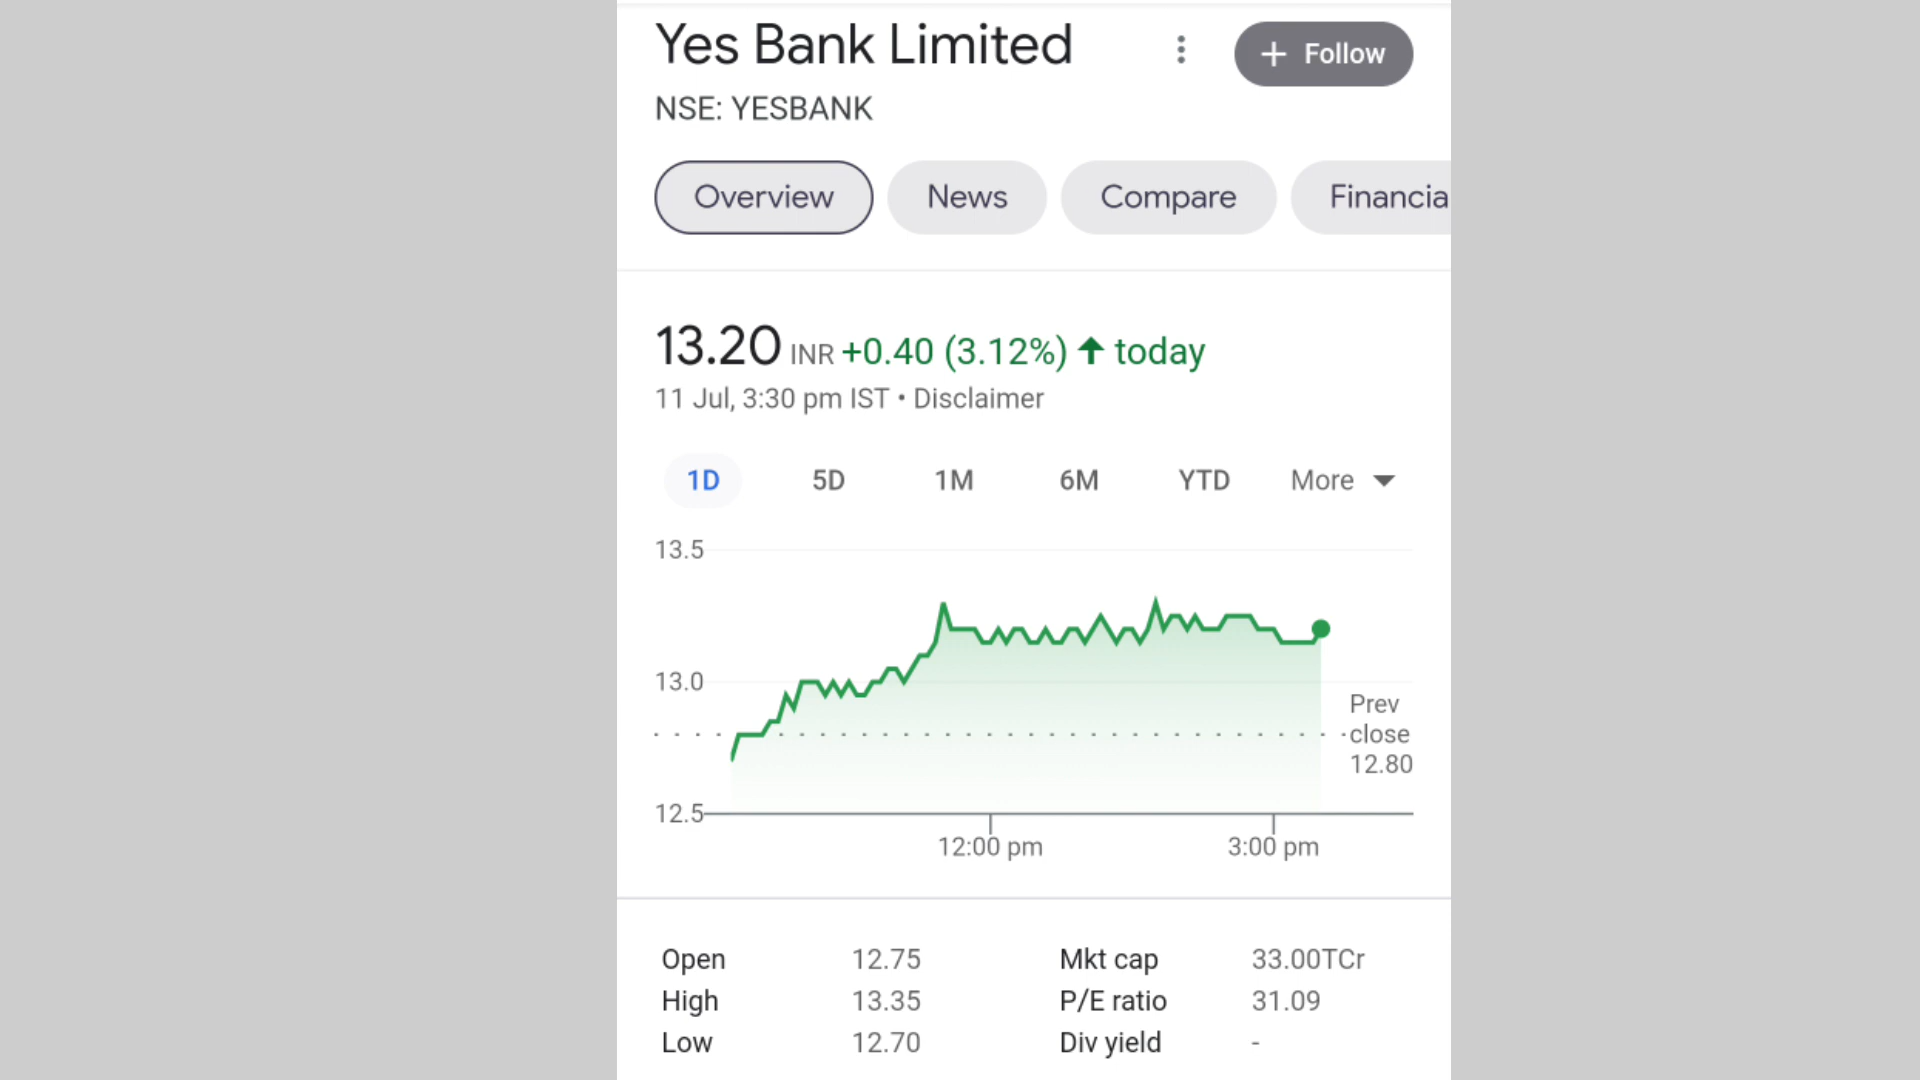 Yes Bank Limited
+ Follow
NSE: YESBANK
Overview News Compare Financia
13.20 INR +0.40 (3.12%) ↑ today
11 Jul, 3:30 pm IST • Disclaimer
1D 5D 1M 6M YTD More
13.5
13.0
Prev
close
12.80
12.5
12:00 pm 3:00 pm
Open 12.75 Mkt cap 33.00TCr
High 13.35 P/E ratio 31.09
Low 12.70 Div yield -